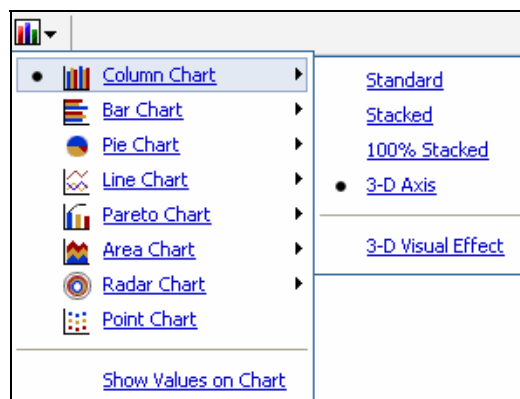 Column Chart
Bar Chart
Pie Chart
Line Chart
Pareto Chart
Area Chart
Radar Chart
Point Chart
Show Values on Chart
Standard
Stacked
100% Stacked
3-D Axis
3-D Visual Effect